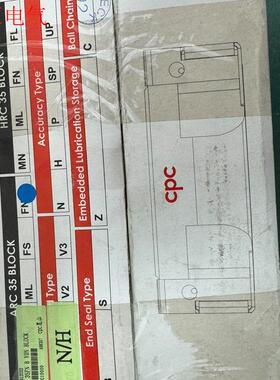 电气
ARC 35 BLOCK
HRC 35 BLOCK
MN
ML
FN
FL
FN
ML
FS
Accuracy Type
UP
SP
P
H
N
V3
V2
Ball Chain
C
Embedded Lubrication Storage
Z
End Seal Type
S
B
N/H
cpc